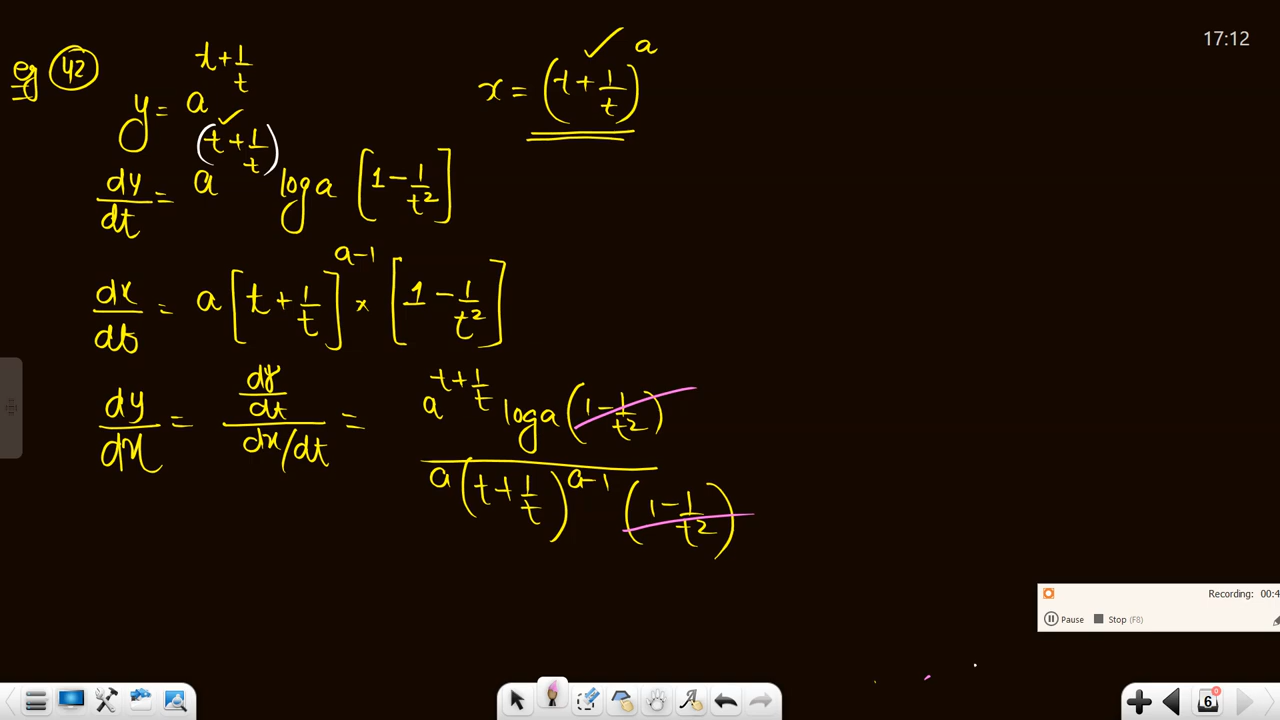 17:12
eg 42
y = a^(t + 1/t)
x = (t + 1/t)^a
dy/dt = a^(t + 1/t) log a [1 - 1/t²]
dx/dt = a [t + 1/t]^(a-1) × [1 - 1/t²]
dy/dx = (dy/dt)/(dx/dt) = (a^(t + 1/t) log a (1 - 1/t²))/(a (t + 1/t)^(a-1) (1 - 1/t²))
Recording: 00:4
Pause Stop (F8)
6
0